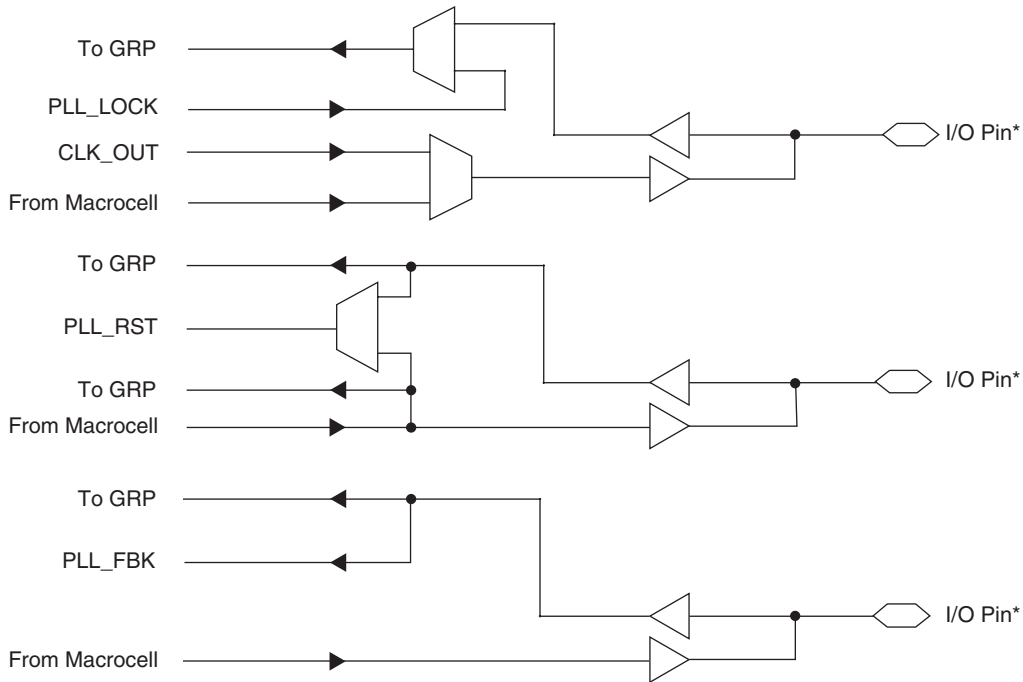 To GRP
PLL_LOCK
I/O Pin*
CLK_OUT
From Macrocell
To GRP
PLL_RST
To GRP
I/O Pin*
From Macrocell
To GRP
PLL_FBK
I/O Pin*
From Macrocell